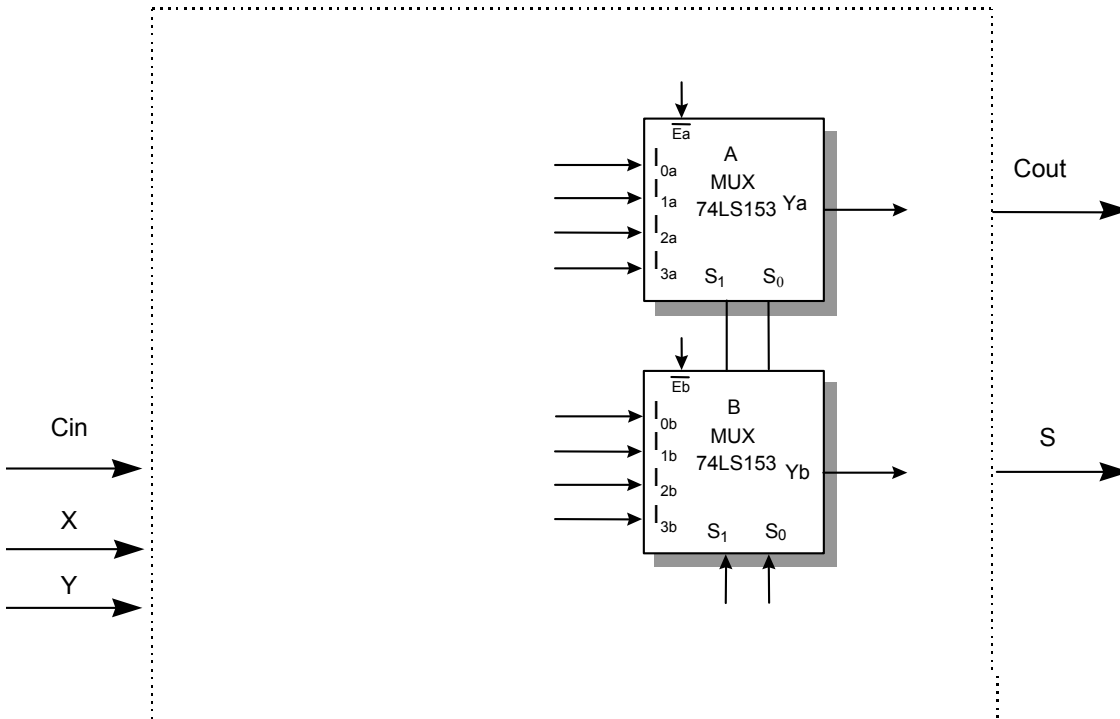 Ea
I0a
I1a
I2a
I3a
A
MUX
74LS153
Ya
S1 S0
Cout
Eb
I0b
I1b
I2b
I3b
B
MUX
74LS153
Yb
S1 S0
S
Cin
X
Y